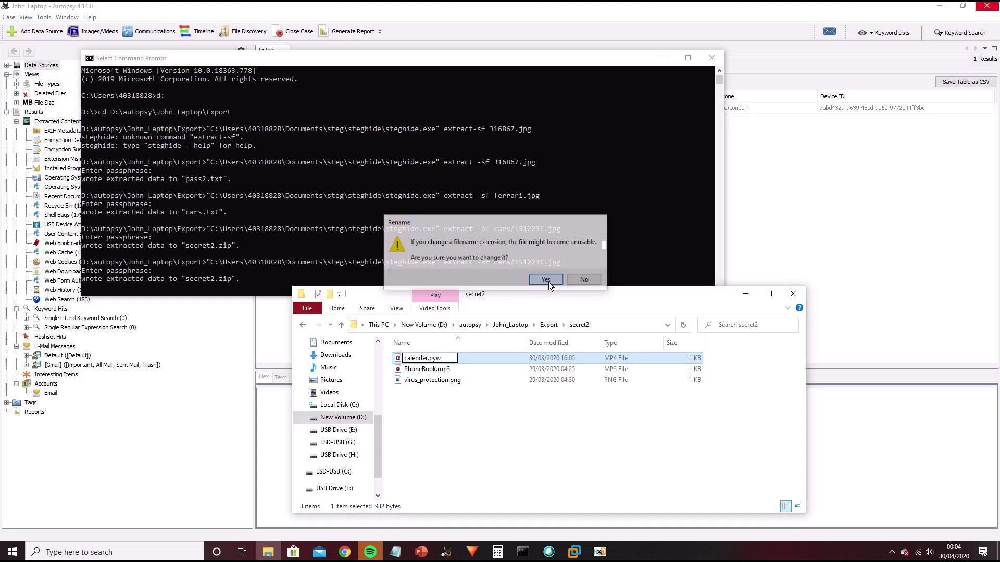 John_Laptop - Autopsy 4.14.0
Case View Tools Window Help
Add Data Source Images/Videos Communications Timeline File Discovery Close Case Generate Report Keyword Lists Keyword Search
Listing
1 Results
Save Table as CSV
zone Device ID
e/London 7abd4329-9639-48cd-9e6b-9772a44ff3bc
Data Sources
Views
File Types
Deleted Files
MB File Size
Results
Extracted Content
EXIF Metadata
Encryption Det
Encryption Sus
Extension Mism
Installed Progr
Operating Sys
Operating Sys
Recent Docum
Recycle Bin (12
Shell Bags (176
USB Device Att
User Content S
Web Bookmark
Web Cache (
Web Cookies (
Web Download
Web Form Aut
Web History (
Web Search (183)
Keyword Hits
Single Literal Keyword Search (0)
Single Regular Expression Search (0)
Hashset Hits
E-Mail Messages
Default ([Default])
[Gmail] ([Important, All Mail, Sent Mail, Trash])
Interesting Items
Accounts
Email
Tags
Reports
Select Command Prompt
Microsoft Windows [Version 10.0.18363.778]
(c) 2019 Microsoft Corporation. All rights reserved.
C:\Users\40318828>d:
D:\>cd D:\autopsy\John_Laptop\Export
D:\autopsy\John_Laptop\Export>"C:\Users\40318828\Documents\steg\steghide\steghide.exe" extract-sf 316867.jpg
steghide: unknown command "extract-sf".
steghide: type "steghide --help" for help.
D:\autopsy\John_Laptop\Export>"C:\Users\40318828\Documents\steg\steghide\steghide.exe" extract -sf 316867.jpg
Enter passphrase:
wrote extracted data to "pass2.txt".
D:\autopsy\John_Laptop\Export>"C:\Users\40318828\Documents\steg\steghide\steghide.exe" extract -sf ferrari.jpg
Enter passphrase:
wrote extracted data to "cars.txt".
D:\autopsy\John_Laptop\Export>"C:\Users\40318828\Documents\steg\steghide\steghide.exe" extract -sf cars/1512231.jpg
Enter passphrase:
wrote extracted data to "secret2.zip".
D:\autopsy\John_Laptop\Export>"C:\Users\40318828\Documents\steg\steghide\steghide.exe" extract -sf cars/1512231.jpg
Enter passphrase:
wrote extracted data to "secret2.zip".
Rename
If you change a filename extension, the file might become unusable.
Are you sure you want to change it?
Yes No
Hex Text
Play secret2
File Home Share View Video Tools
This PC New Volume (D:) autopsy John_Laptop Export secret2 Search secret2
Documents
Downloads
Music
Pictures
Videos
Local Disk (C:)
New Volume (D:)
USB Drive (E:)
ESD-USB (G:)
USB Drive (H:)
ESD-USB (G:)
USB Drive (E:)
Name Date modified Type Size
calender.pyw 30/03/2020 16:05 MP4 File 1 KB
PhoneBook.mp3 29/03/2020 04:25 MP3 File 1 KB
virus_protection.png 29/03/2020 04:30 PNG File 1 KB
3 items 1 item selected 932 bytes
Type here to search
00:04
30/04/2020